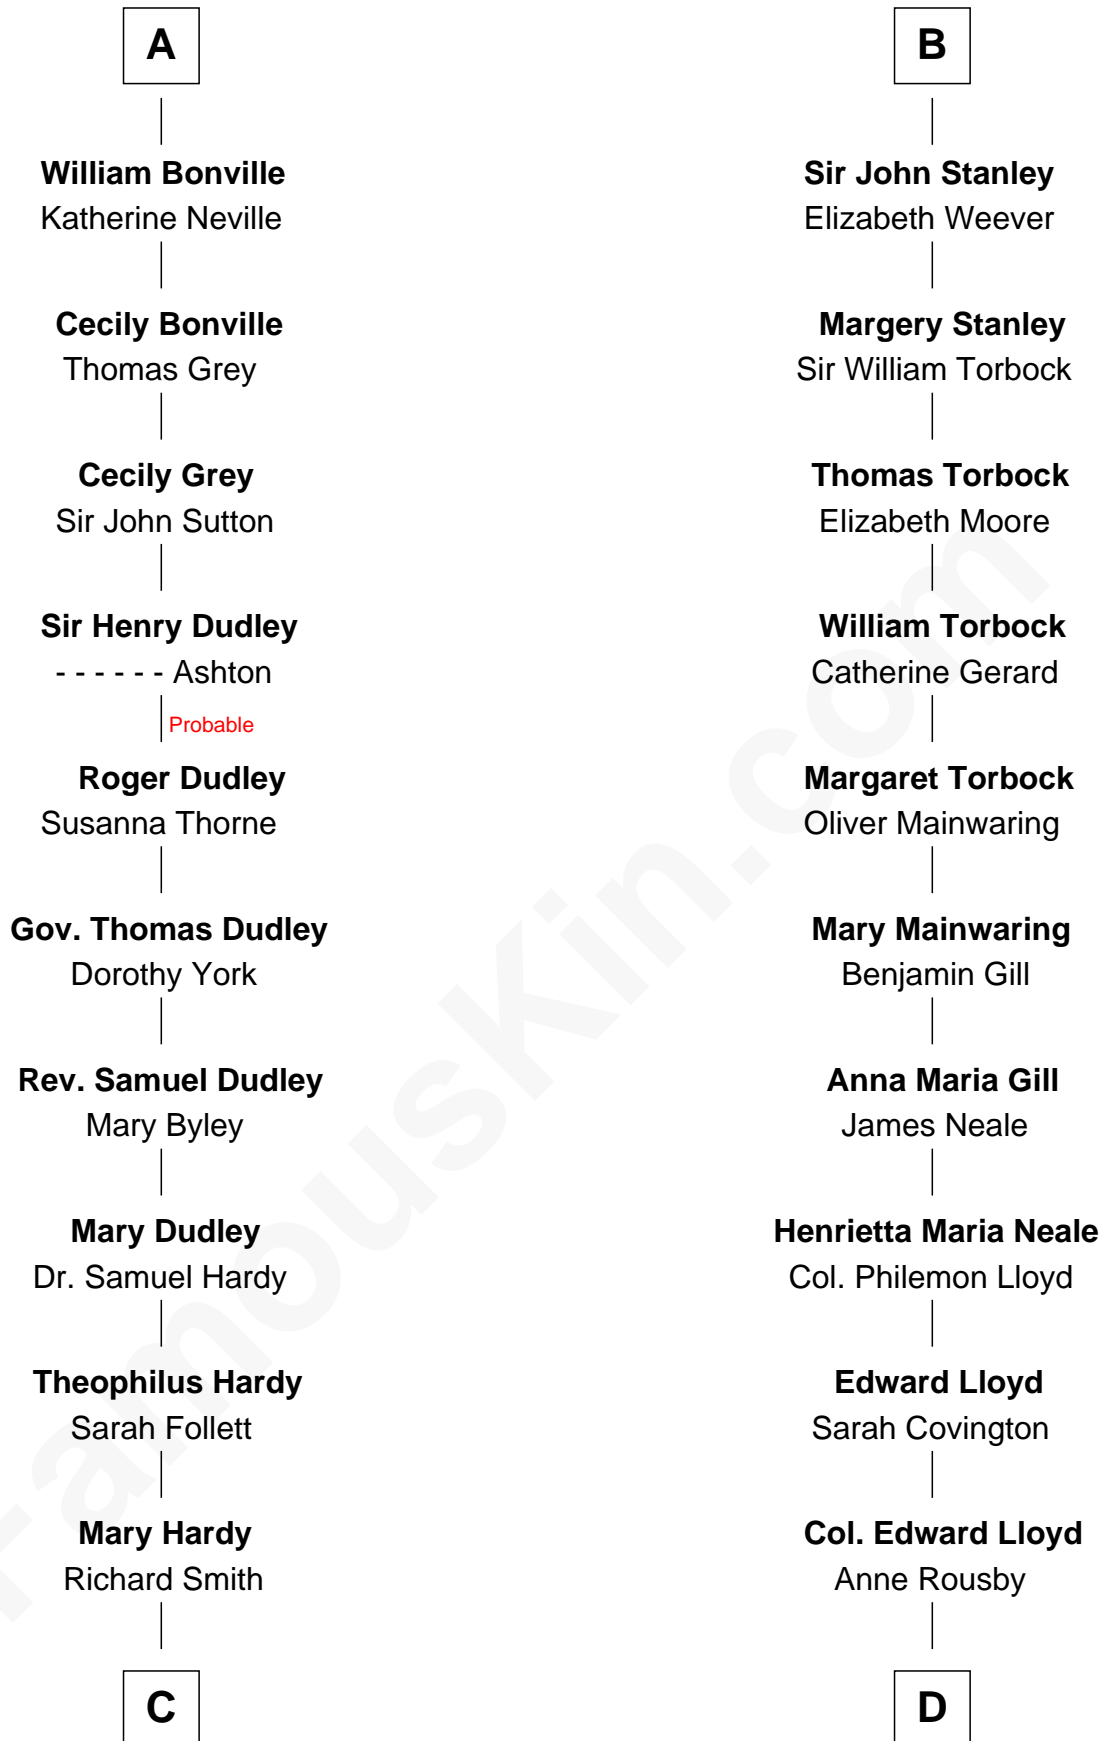 A
William Bonville
Katherine Neville
Cecily Bonville
Thomas Grey
Cecily Grey
Sir John Sutton
Sir Henry Dudley
- - - - - - Ashton
Probable
Roger Dudley
Susanna Thorne
Gov. Thomas Dudley
Dorothy York
Rev. Samuel Dudley
Mary Byley
Mary Dudley
Dr. Samuel Hardy
Theophilus Hardy
Sarah Follett
Mary Hardy
Richard Smith
C
B
Sir John Stanley
Elizabeth Weever
Margery Stanley
Sir William Torbock
Thomas Torbock
Elizabeth Moore
William Torbock
Catherine Gerard
Margaret Torbock
Oliver Mainwaring
Mary Mainwaring
Benjamin Gill
Anna Maria Gill
James Neale
Henrietta Maria Neale
Col. Philemon Lloyd
Edward Lloyd
Sarah Covington
Col. Edward Lloyd
Anne Rousby
D
FamousKin.com